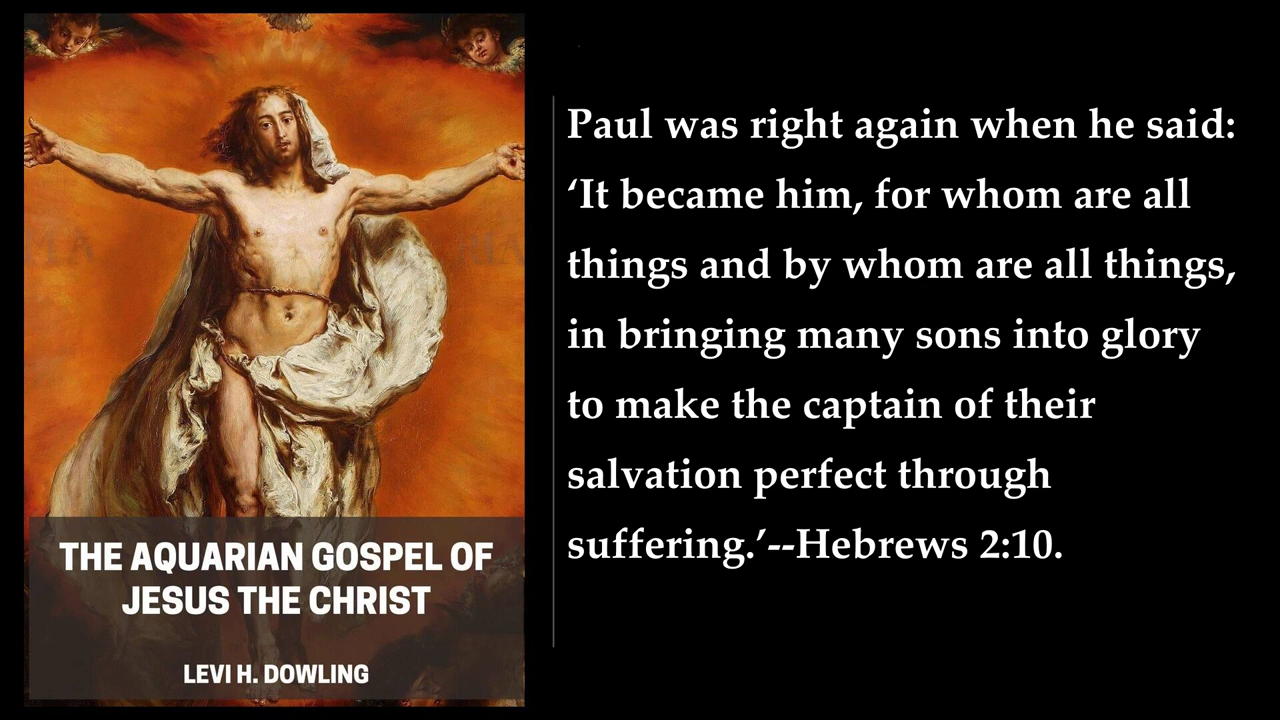 THE AQUARIAN GOSPEL OF
JESUS THE CHRIST
LEVI H. DOWLING
Paul was right again when he said:
‘It became him, for whom are all
things and by whom are all things,
in bringing many sons into glory
to make the captain of their
salvation perfect through
suffering.’--Hebrews 2:10.